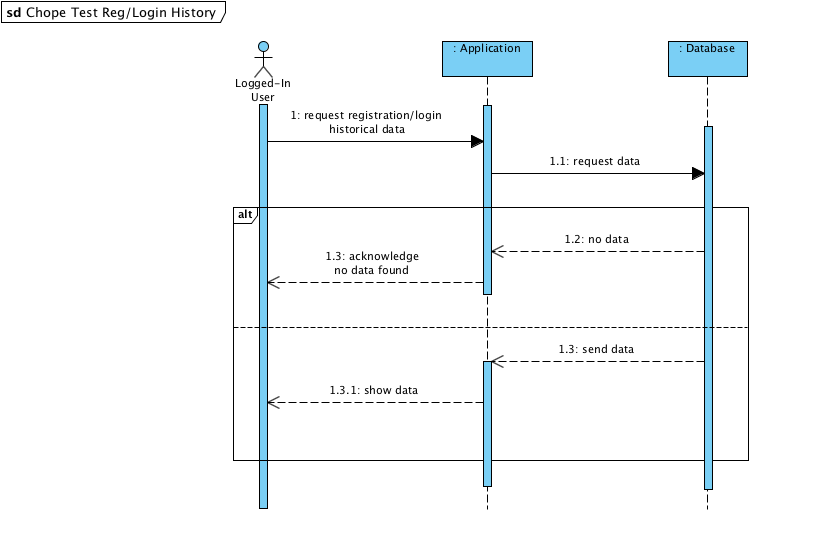 sd Chope Test Reg/Login History
: Application
: Database
Logged-In
User
1: request registration/login
historical data
1.1: request data
alt
1.2: no data
1.3: acknowledge
no data found
1.3: send data
1.3.1: show data